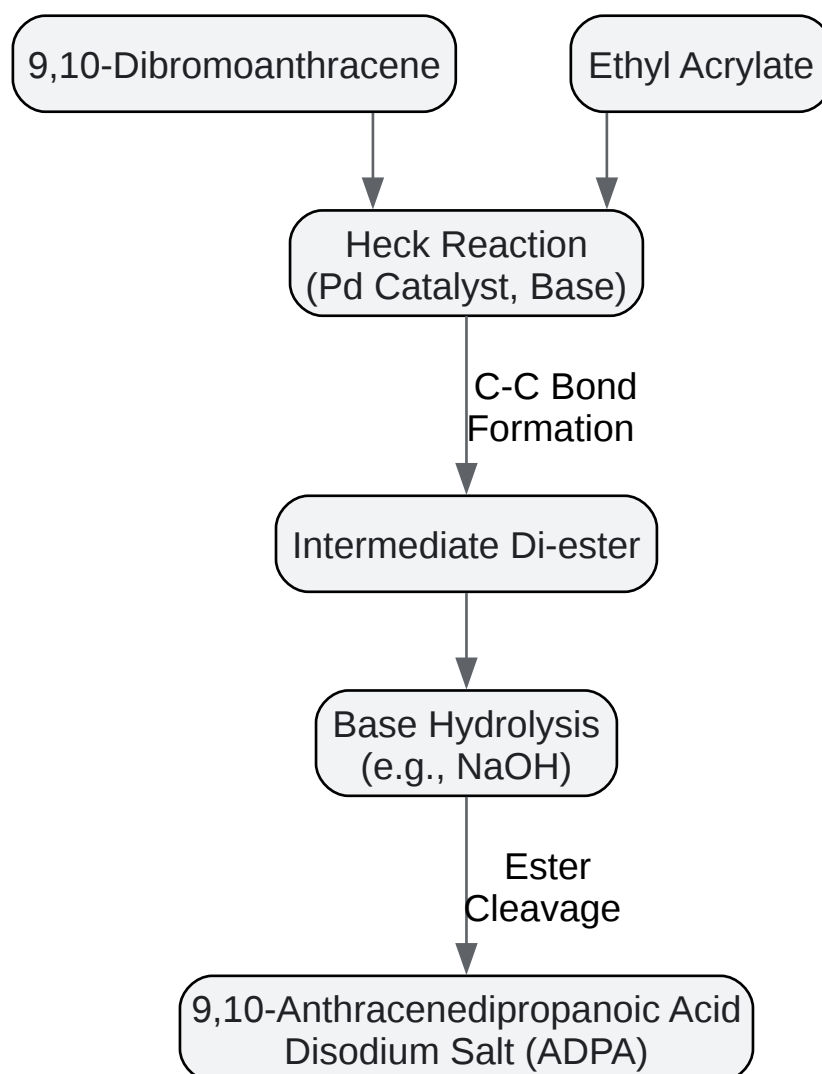 9,10-Dibromoanthracene
Ethyl Acrylate
Heck Reaction
(Pd Catalyst, Base)
C-C Bond
Formation
Intermediate Di-ester
Base Hydrolysis
(e.g., NaOH)
Ester
Cleavage
9,10-Anthracenedipropanoic Acid
Disodium Salt (ADPA)